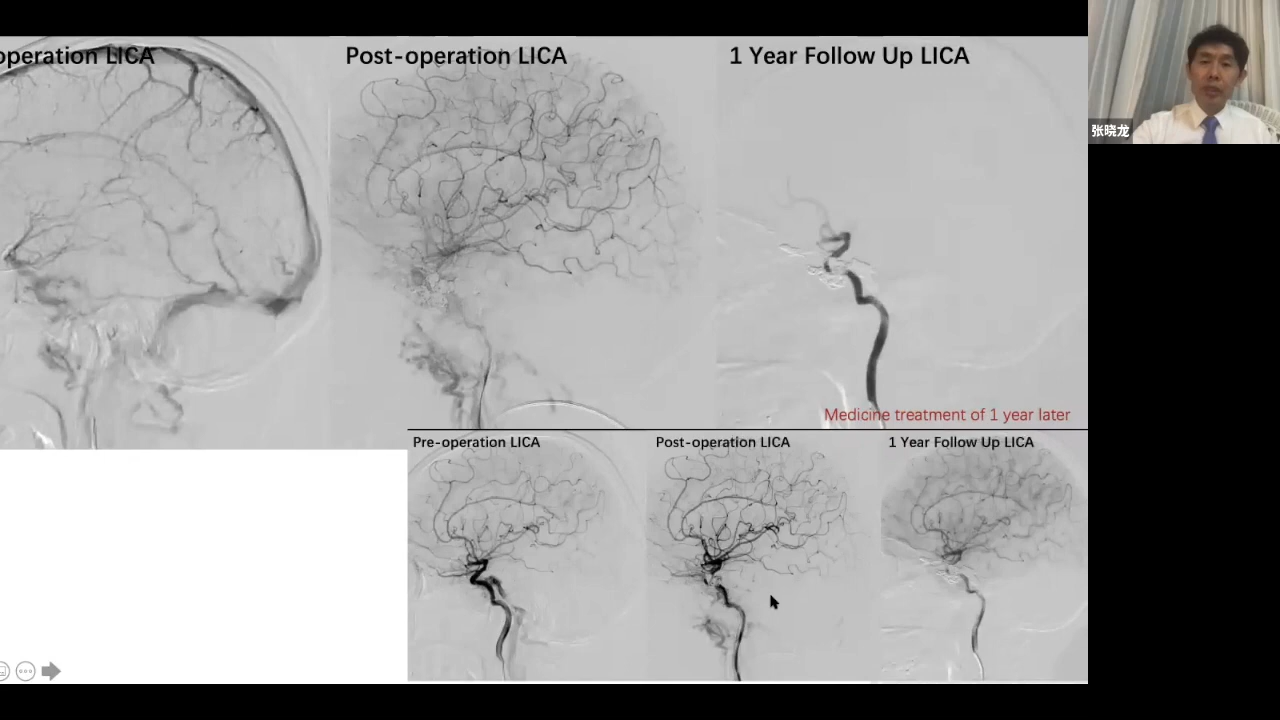 operation LICA
Post-operation LICA
1 Year Follow Up LICA
张晓龙
Medicine treatment of 1 year later
Pre-operation LICA
Post-operation LICA
1 Year Follow Up LICA